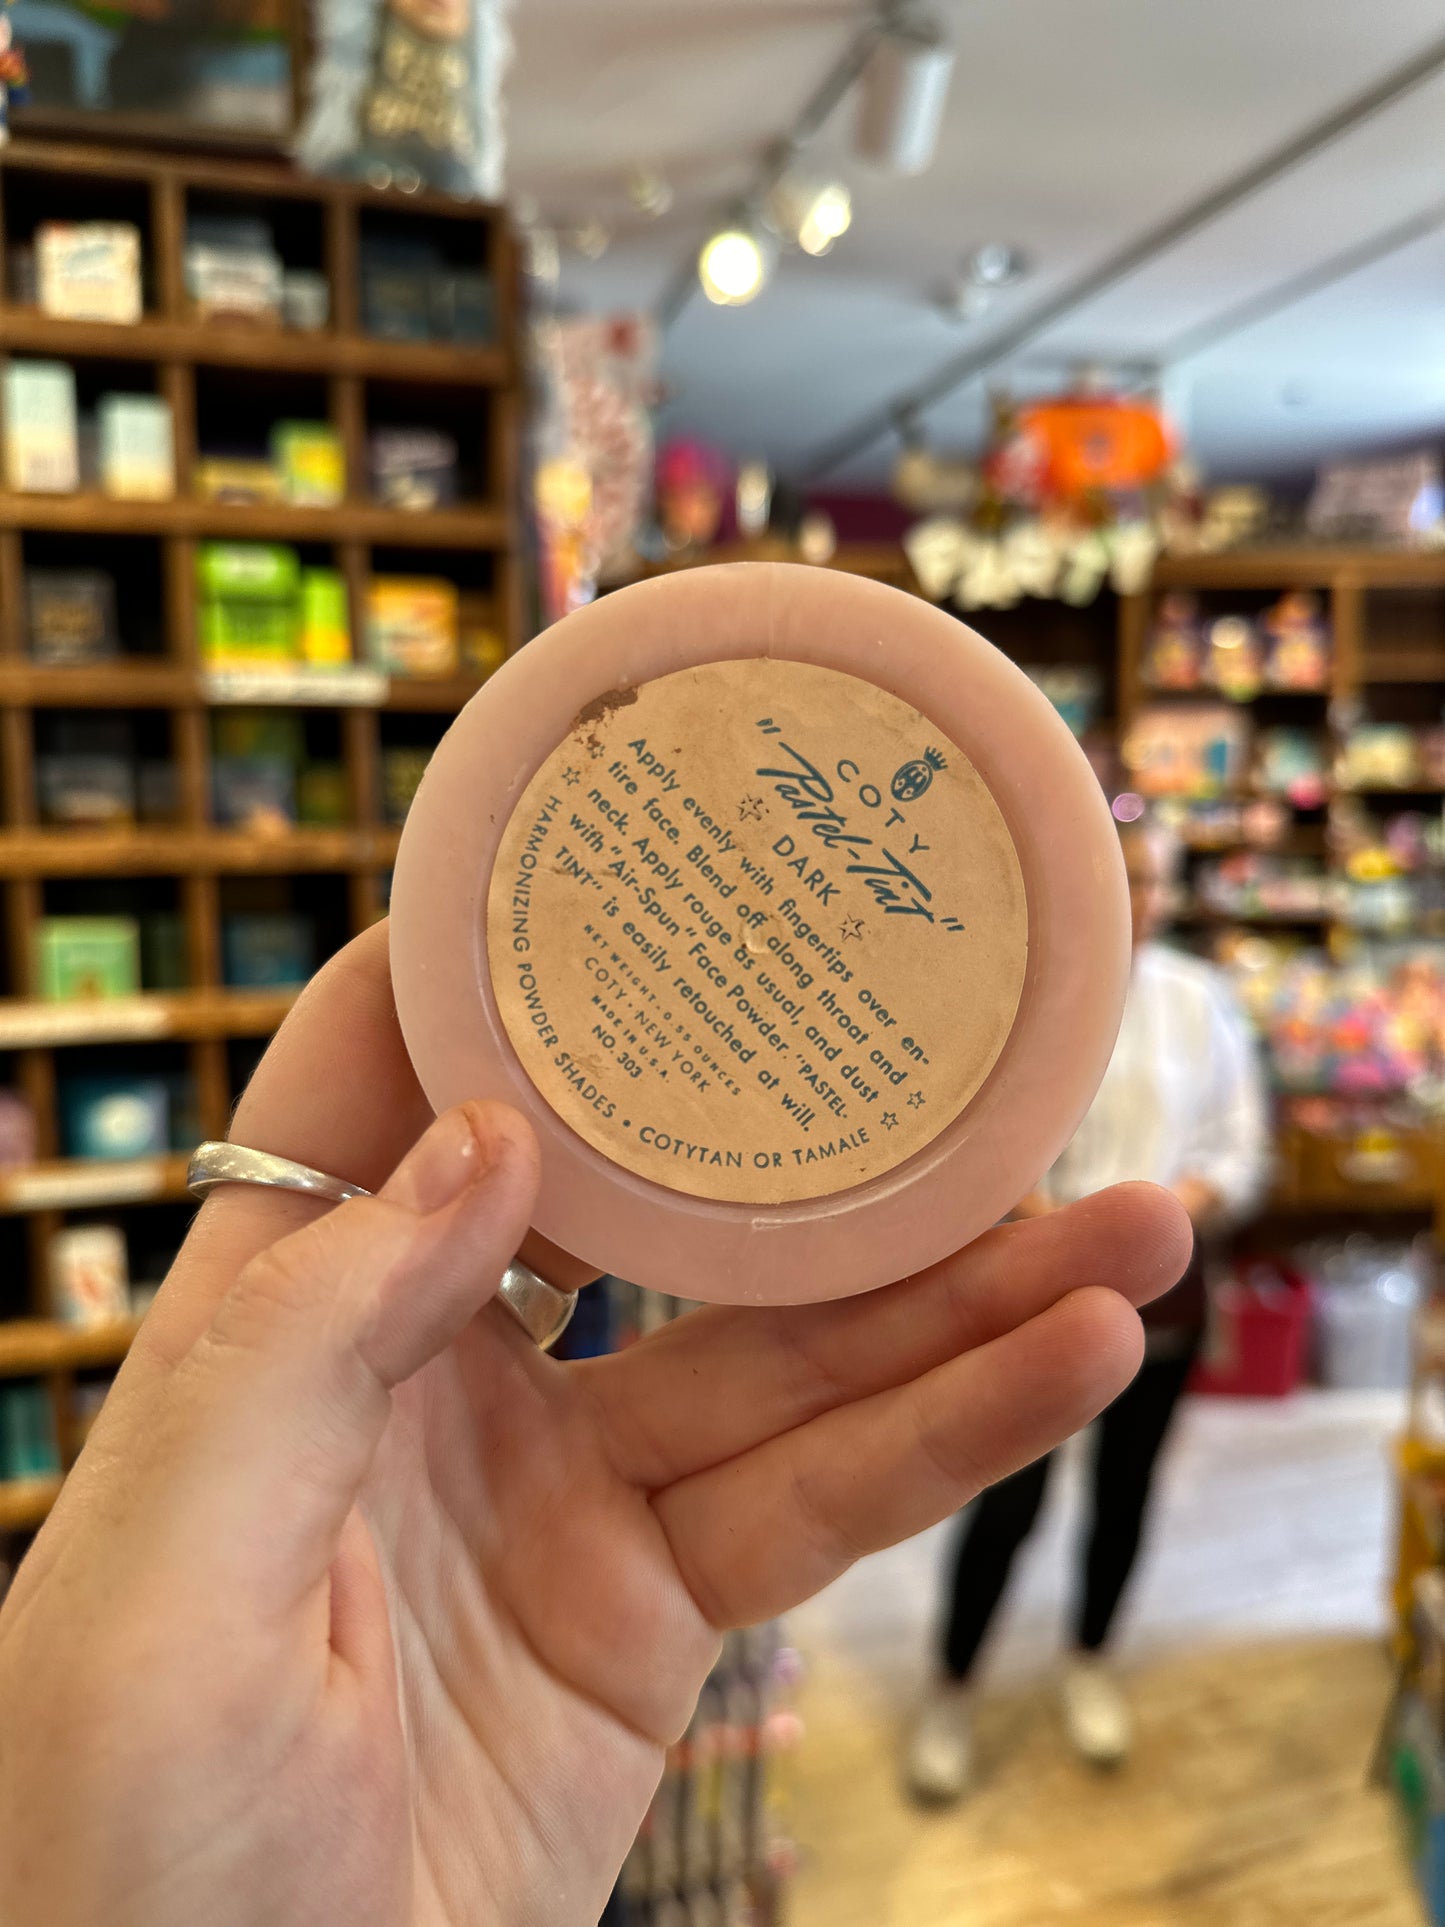 COTY
"Pastel-Tint"
DARK
Apply evenly with fingertips over en-
tire face. Blend off along throat and
neck. Apply rouge as usual, and dust
with "Air-Spun" Face Powder. "PASTEL-
TINT" is easily retouched at will.
NET WEIGHT·0.55 OUNCES
COTY·NEW YORK
MADE IN U.S.A.
NO. 303
HARMONIZING POWDER SHADES • COTYTAN OR TAMALE